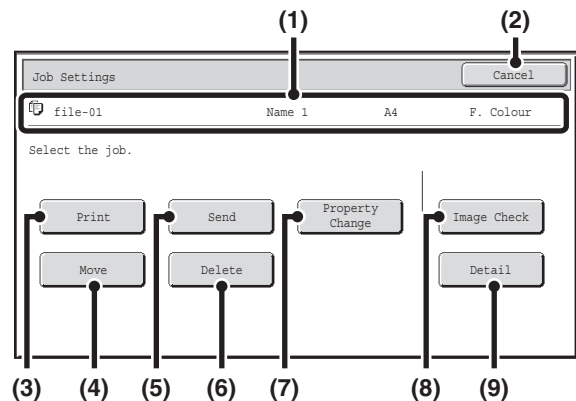 (1) (2)
Job Settings Cancel
file-01 Name 1 A4 F. Colour
Select the job.
Print Send Property Change Image Check
Move Delete Detail
(3) (4) (5) (6) (7) (8) (9)